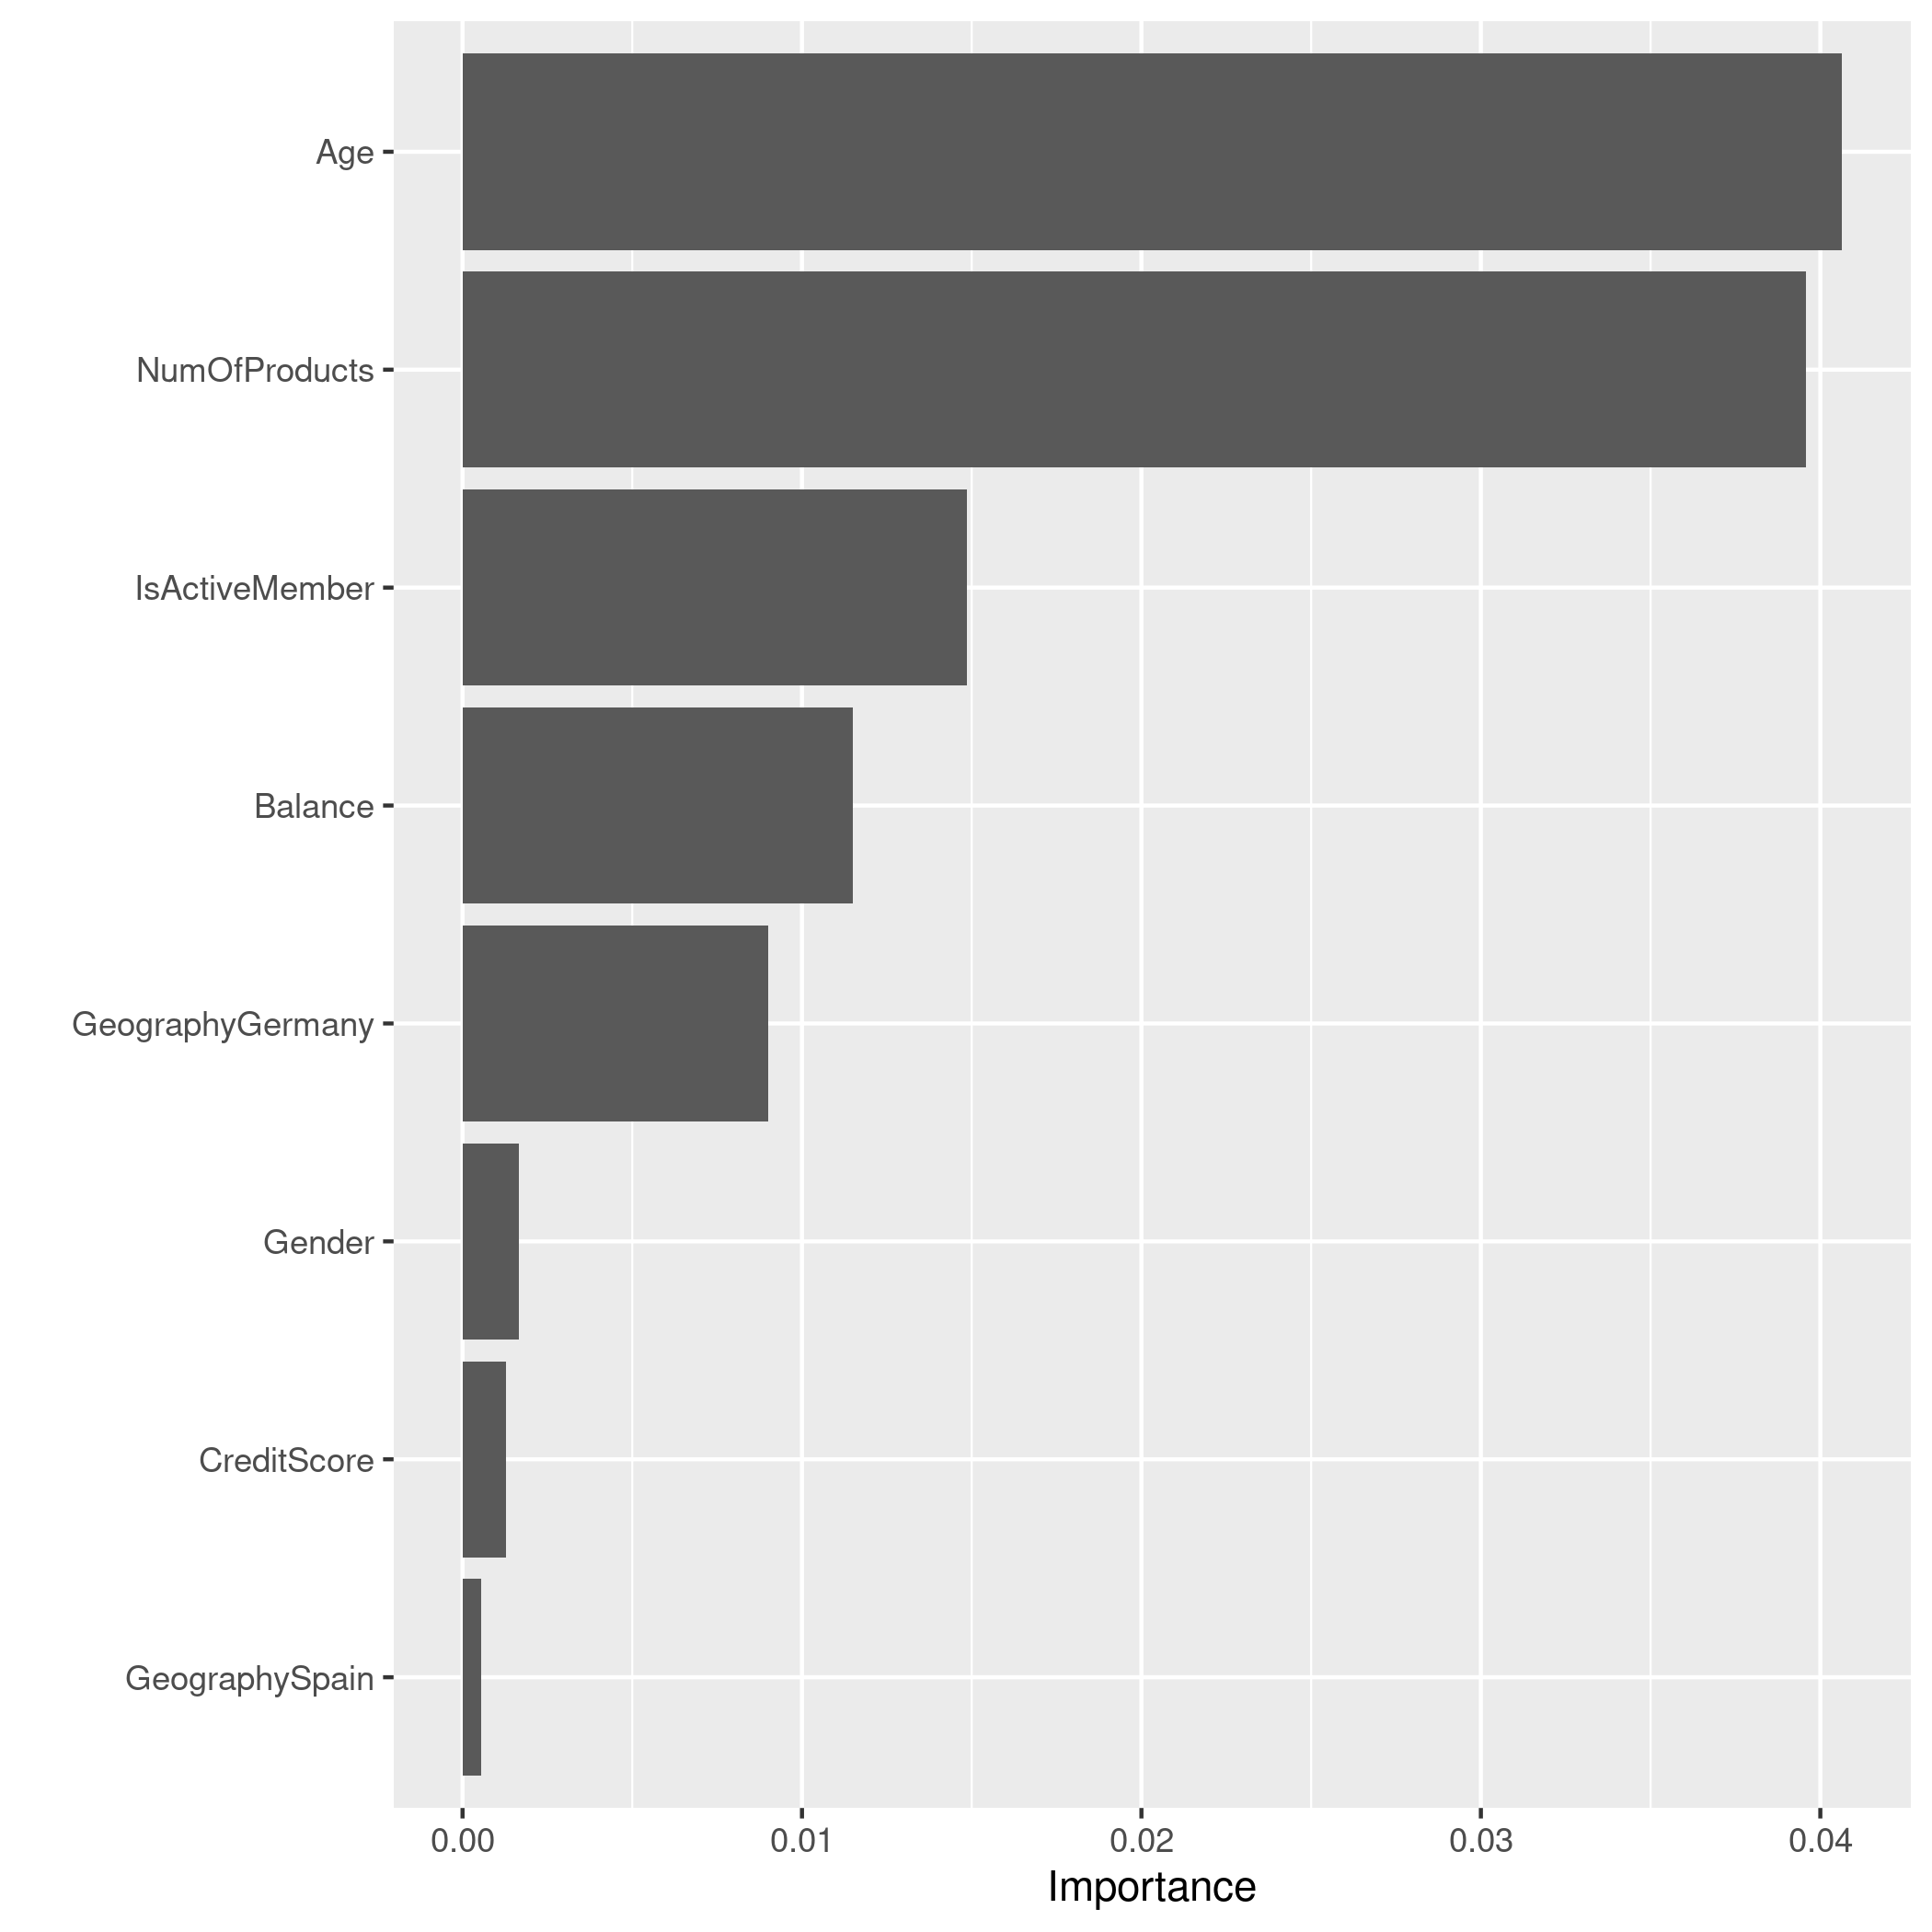 Age
NumOfProducts
IsActiveMember
Balance
GeographyGermany
Gender
CreditScore
GeographySpain
0.00 0.01 0.02 0.03 0.04
Importance